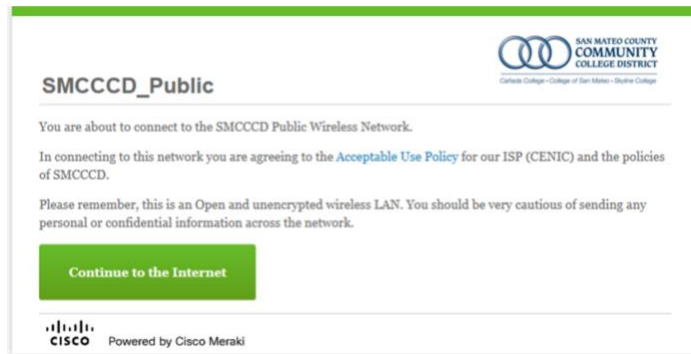 SAN MATEO COUNTY
COMMUNITY
COLLEGE DISTRICT
Cañada College • College of San Mateo • Skyline College
SMCCCD_Public
You are about to connect to the SMCCCD Public Wireless Network.
In connecting to this network you are agreeing to the Acceptable Use Policy for our ISP (CENIC) and the policies
of SMCCCD.
Please remember, this is an Open and unencrypted wireless LAN. You should be very cautious of sending any
personal or confidential information across the network.
Continue to the Internet
CISCO Powered by Cisco Meraki